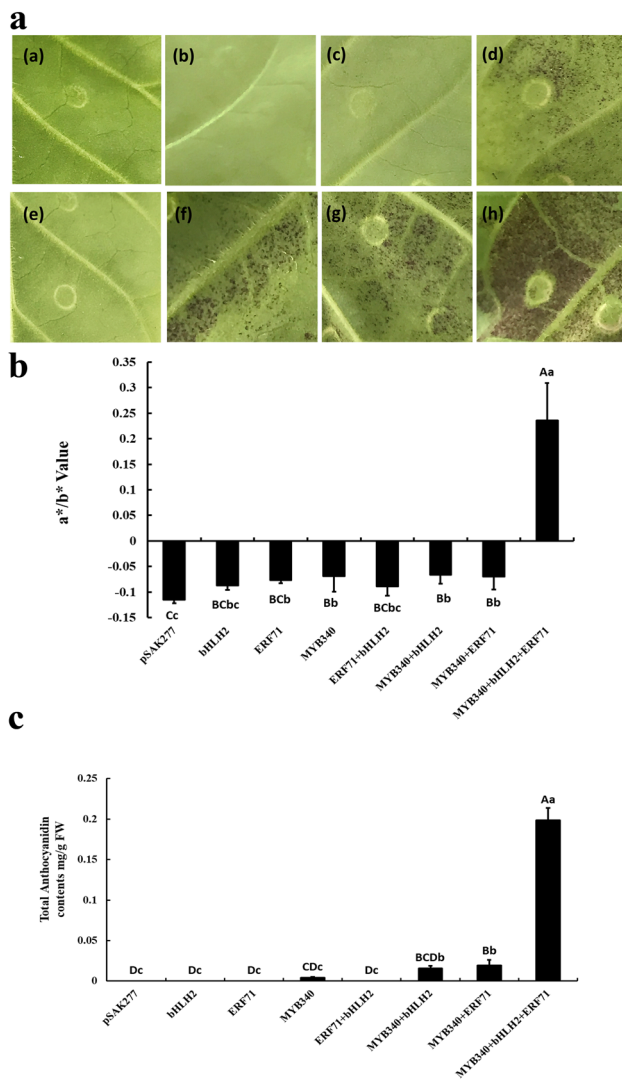 a
(a) (b) (c) (d)
(e) (f) (g) (h)
b
a*/b* Value
0.35
0.3
0.25
0.2
0.15
0.1
0.05
0
-0.05
-0.1
-0.15
Cc BCbc BCb Bb BCbc Bb Bb Aa
pSAK277 bHLH2 ERF71 MYB340 ERF71+bHLH2 MYB340+bHLH2 MYB340+ERF71 MYB340+bHLH2+ERF71
c
Total Anthocyanidin
contents mg/g FW
0.25
0.2
0.15
0.1
0.05
0
Dc Dc Dc CDc Dc BCDb Bb Aa
pSAK277 bHLH2 ERF71 MYB340 ERF71+bHLH2 MYB340+bHLH2 MYB340+ERF71 MYB340+bHLH2+ERF71